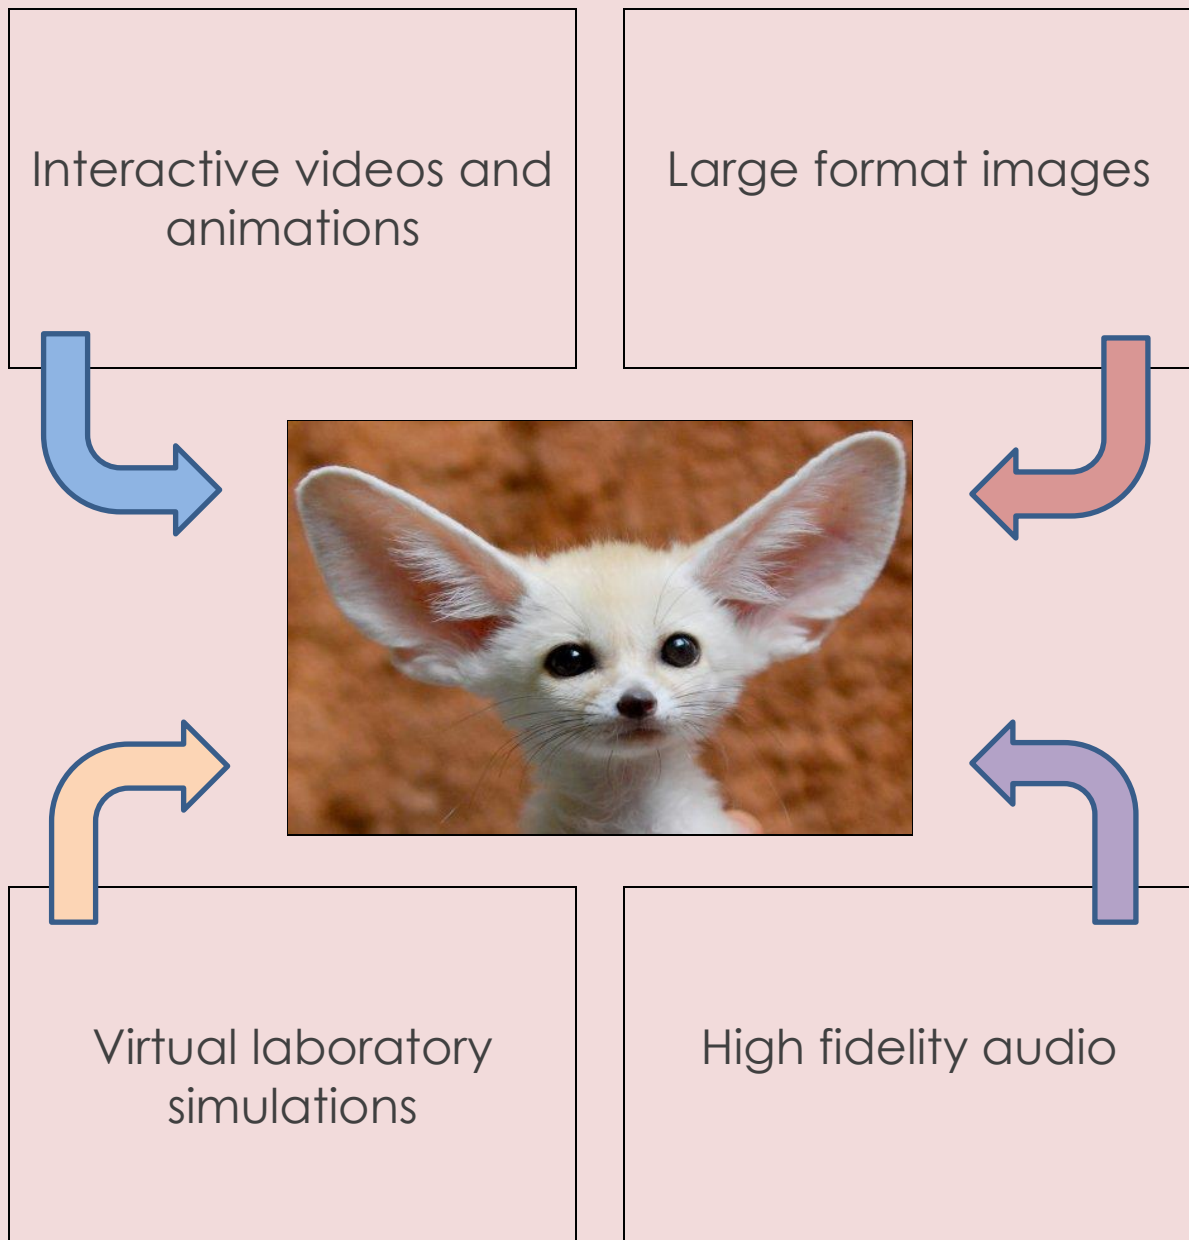 Interactive videos and
animations
Large format images
Virtual laboratory
simulations
High fidelity audio